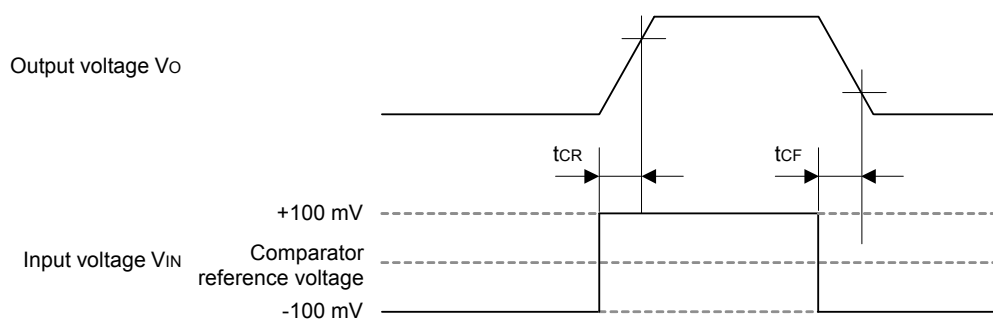 Output voltage VO
tCR
tCF
+100 mV
Input voltage VIN
Comparator
reference voltage
-100 mV